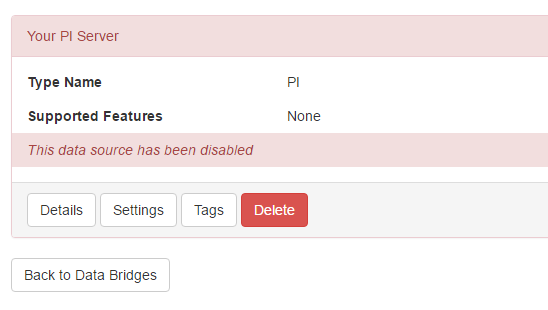 Your PI Server
Type Name PI
Supported Features None
This data source has been disabled
Details Settings Tags Delete
Back to Data Bridges